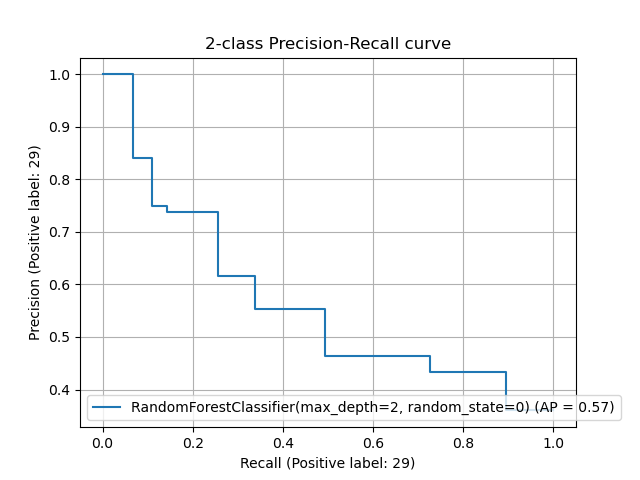 2-class Precision-Recall curve
1.0
0.9
0.8
0.7
0.6
0.5
0.4
Precision (Positive label: 29)
RandomForestClassifier(max_depth=2, random_state=0) (AP = 0.57)
0.0 0.2 0.4 0.6 0.8 1.0
Recall (Positive label: 29)